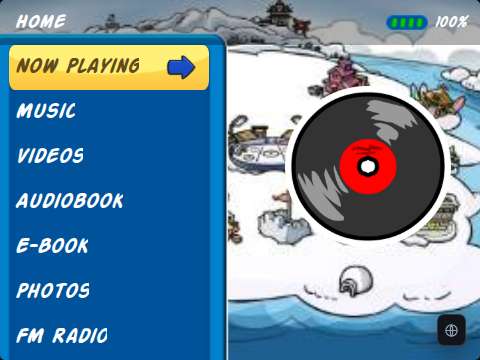 HOME
100%
NOW PLAYING
MUSIC
VIDEOS
AUDIOBOOK
E-BOOK
PHOTOS
FM RADIO